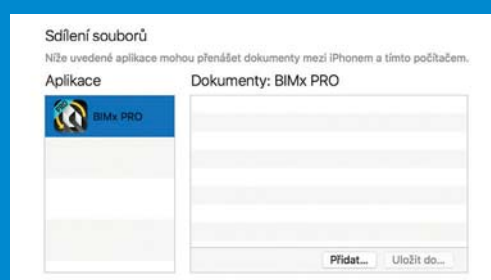 Sdílení souborů
Níže uvedené aplikace mohou přenášet dokumenty mezi iPhonem a tímto počítačem.
Aplikace
Dokumenty: BIMx PRO
BIMx PRO
Přidat...
Uložit do...